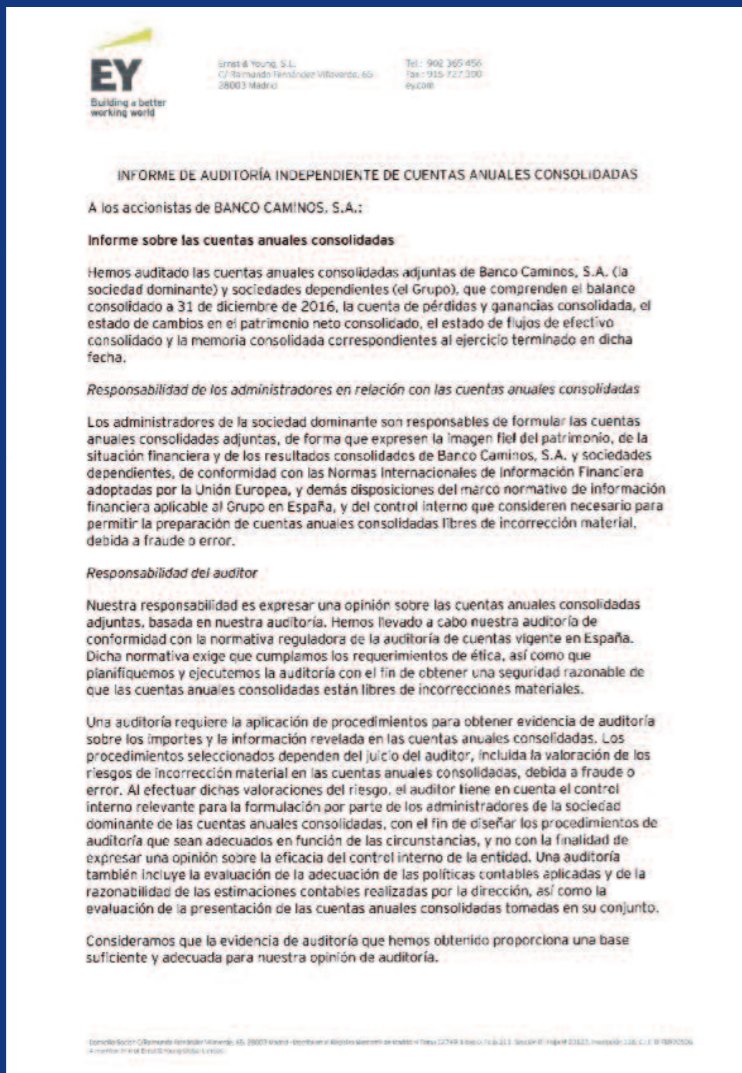 EY
Building a better
working world
Ernst & Young, S.L.
C/ Raimundo Fernández Villaverde, 65
28003 Madrid
Tel.: 902 365 456
Fax: 915 727 300
ey.com
INFORME DE AUDITORÍA INDEPENDIENTE DE CUENTAS ANUALES CONSOLIDADAS
A los accionistas de BANCO CAMINOS, S.A.:
Informe sobre las cuentas anuales consolidadas
Hemos auditado las cuentas anuales consolidadas adjuntas de Banco Caminos, S.A. (la
sociedad dominante) y sociedades dependientes (el Grupo), que comprenden el balance
consolidado a 31 de diciembre de 2016, la cuenta de pérdidas y ganancias consolidada, el
estado de cambios en el patrimonio neto consolidado, el estado de flujos de efectivo
consolidado y la memoria consolidada correspondientes al ejercicio terminado en dicha
fecha.
Responsabilidad de los administradores en relación con las cuentas anuales consolidadas
Los administradores de la sociedad dominante son responsables de formular las cuentas
anuales consolidadas adjuntas, de forma que expresen la imagen fiel del patrimonio, de la
situación financiera y de los resultados consolidados de Banco Caminos, S.A. y sociedades
dependientes, de conformidad con las Normas Internacionales de Información Financiera
adoptadas por la Unión Europea, y demás disposiciones del marco normativo de información
financiera aplicable al Grupo en España, y del control interno que consideren necesario para
permitir la preparación de cuentas anuales consolidadas libres de incorrección material,
debida a fraude o error.
Responsabilidad del auditor
Nuestra responsabilidad es expresar una opinión sobre las cuentas anuales consolidadas
adjuntas, basada en nuestra auditoría. Hemos llevado a cabo nuestra auditoría de
conformidad con la normativa reguladora de la auditoría de cuentas vigente en España.
Dicha normativa exige que cumplamos los requerimientos de ética, así como que
planifiquemos y ejecutemos la auditoría con el fin de obtener una seguridad razonable de
que las cuentas anuales consolidadas están libres de incorrecciones materiales.
Una auditoría requiere la aplicación de procedimientos para obtener evidencia de auditoría
sobre los importes y la información revelada en las cuentas anuales consolidadas. Los
procedimientos seleccionados dependen del juicio del auditor, incluida la valoración de los
riesgos de incorrección material en las cuentas anuales consolidadas, debida a fraude o
error. Al efectuar dichas valoraciones del riesgo, el auditor tiene en cuenta el control
interno relevante para la formulación por parte de los administradores de la sociedad
dominante de las cuentas anuales consolidadas, con el fin de diseñar los procedimientos de
auditoría que sean adecuados en función de las circunstancias, y no con la finalidad de
expresar una opinión sobre la eficacia del control interno de la entidad. Una auditoría
también incluye la evaluación de la adecuación de las políticas contables aplicadas y de la
razonabilidad de las estimaciones contables realizadas por la dirección, así como la
evaluación de la presentación de las cuentas anuales consolidadas tomadas en su conjunto.
Consideramos que la evidencia de auditoría que hemos obtenido proporciona una base
suficiente y adecuada para nuestra opinión de auditoría.
Domicilio Social: C/ Raimundo Fernández Villaverde, 65, 28003 Madrid
A member firm of Ernst & Young Global Limited.